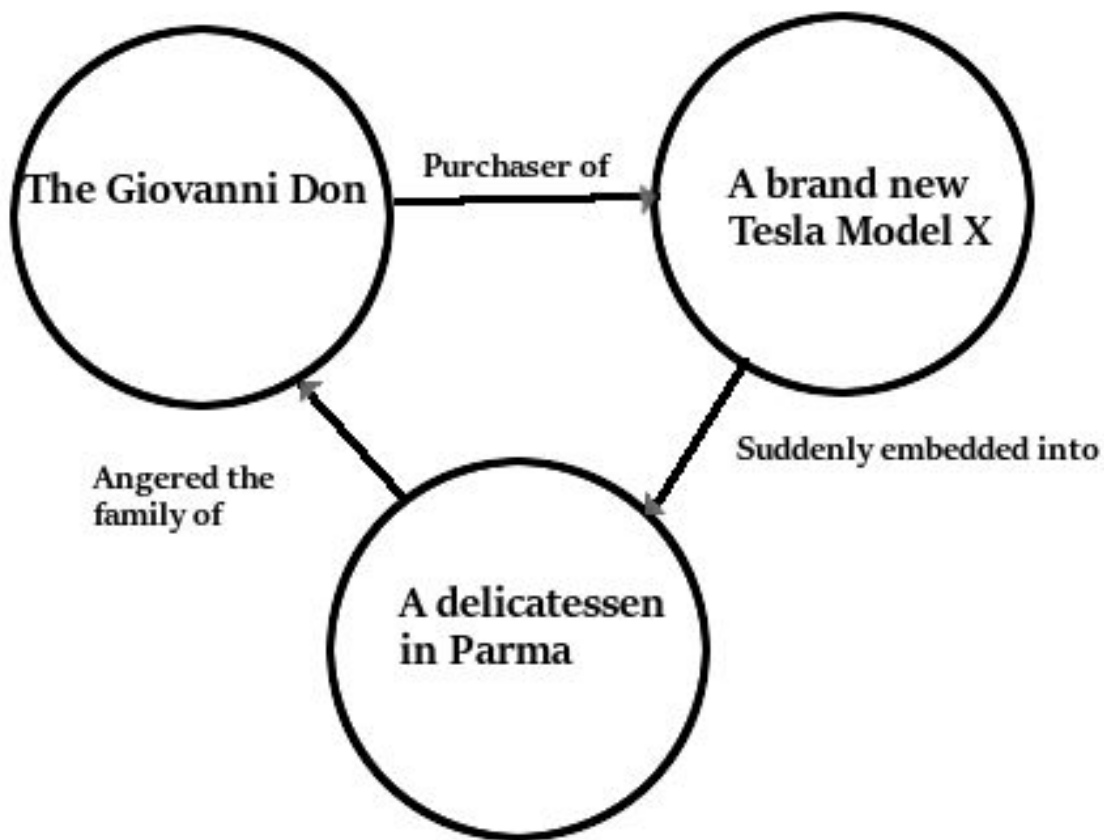 The Giovanni Don
Purchaser of
A brand new
Tesla Model X
Suddenly embedded into
A delicatessen
in Parma
Angered the
family of